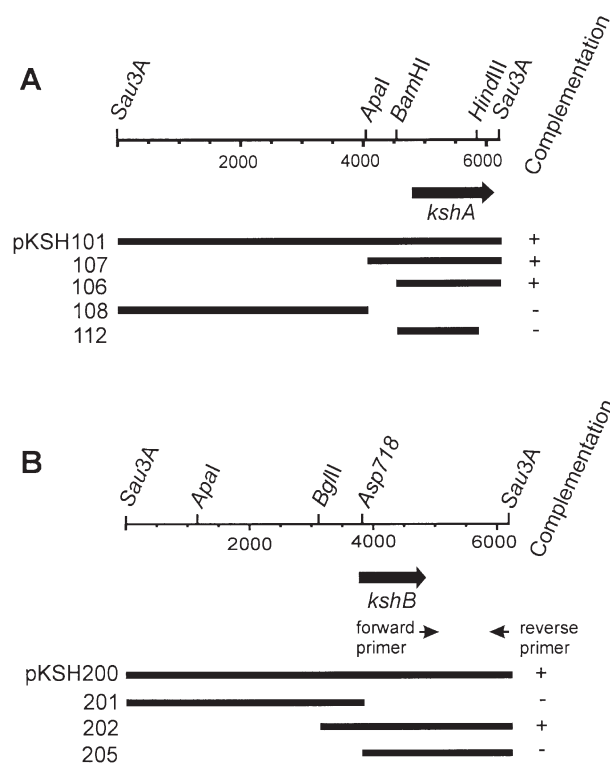 A
Sau3A ApaI BamHI HindIII Sau3A Complementation
2000 4000 6000
kshA
pKSH101 +
107 +
106 +
108 -
112 -
B
Sau3A ApaI BglII Asp718 Sau3A Complementation
2000 4000 6000
kshB
forward primer reverse primer
pKSH200 +
201 -
202 +
205 -